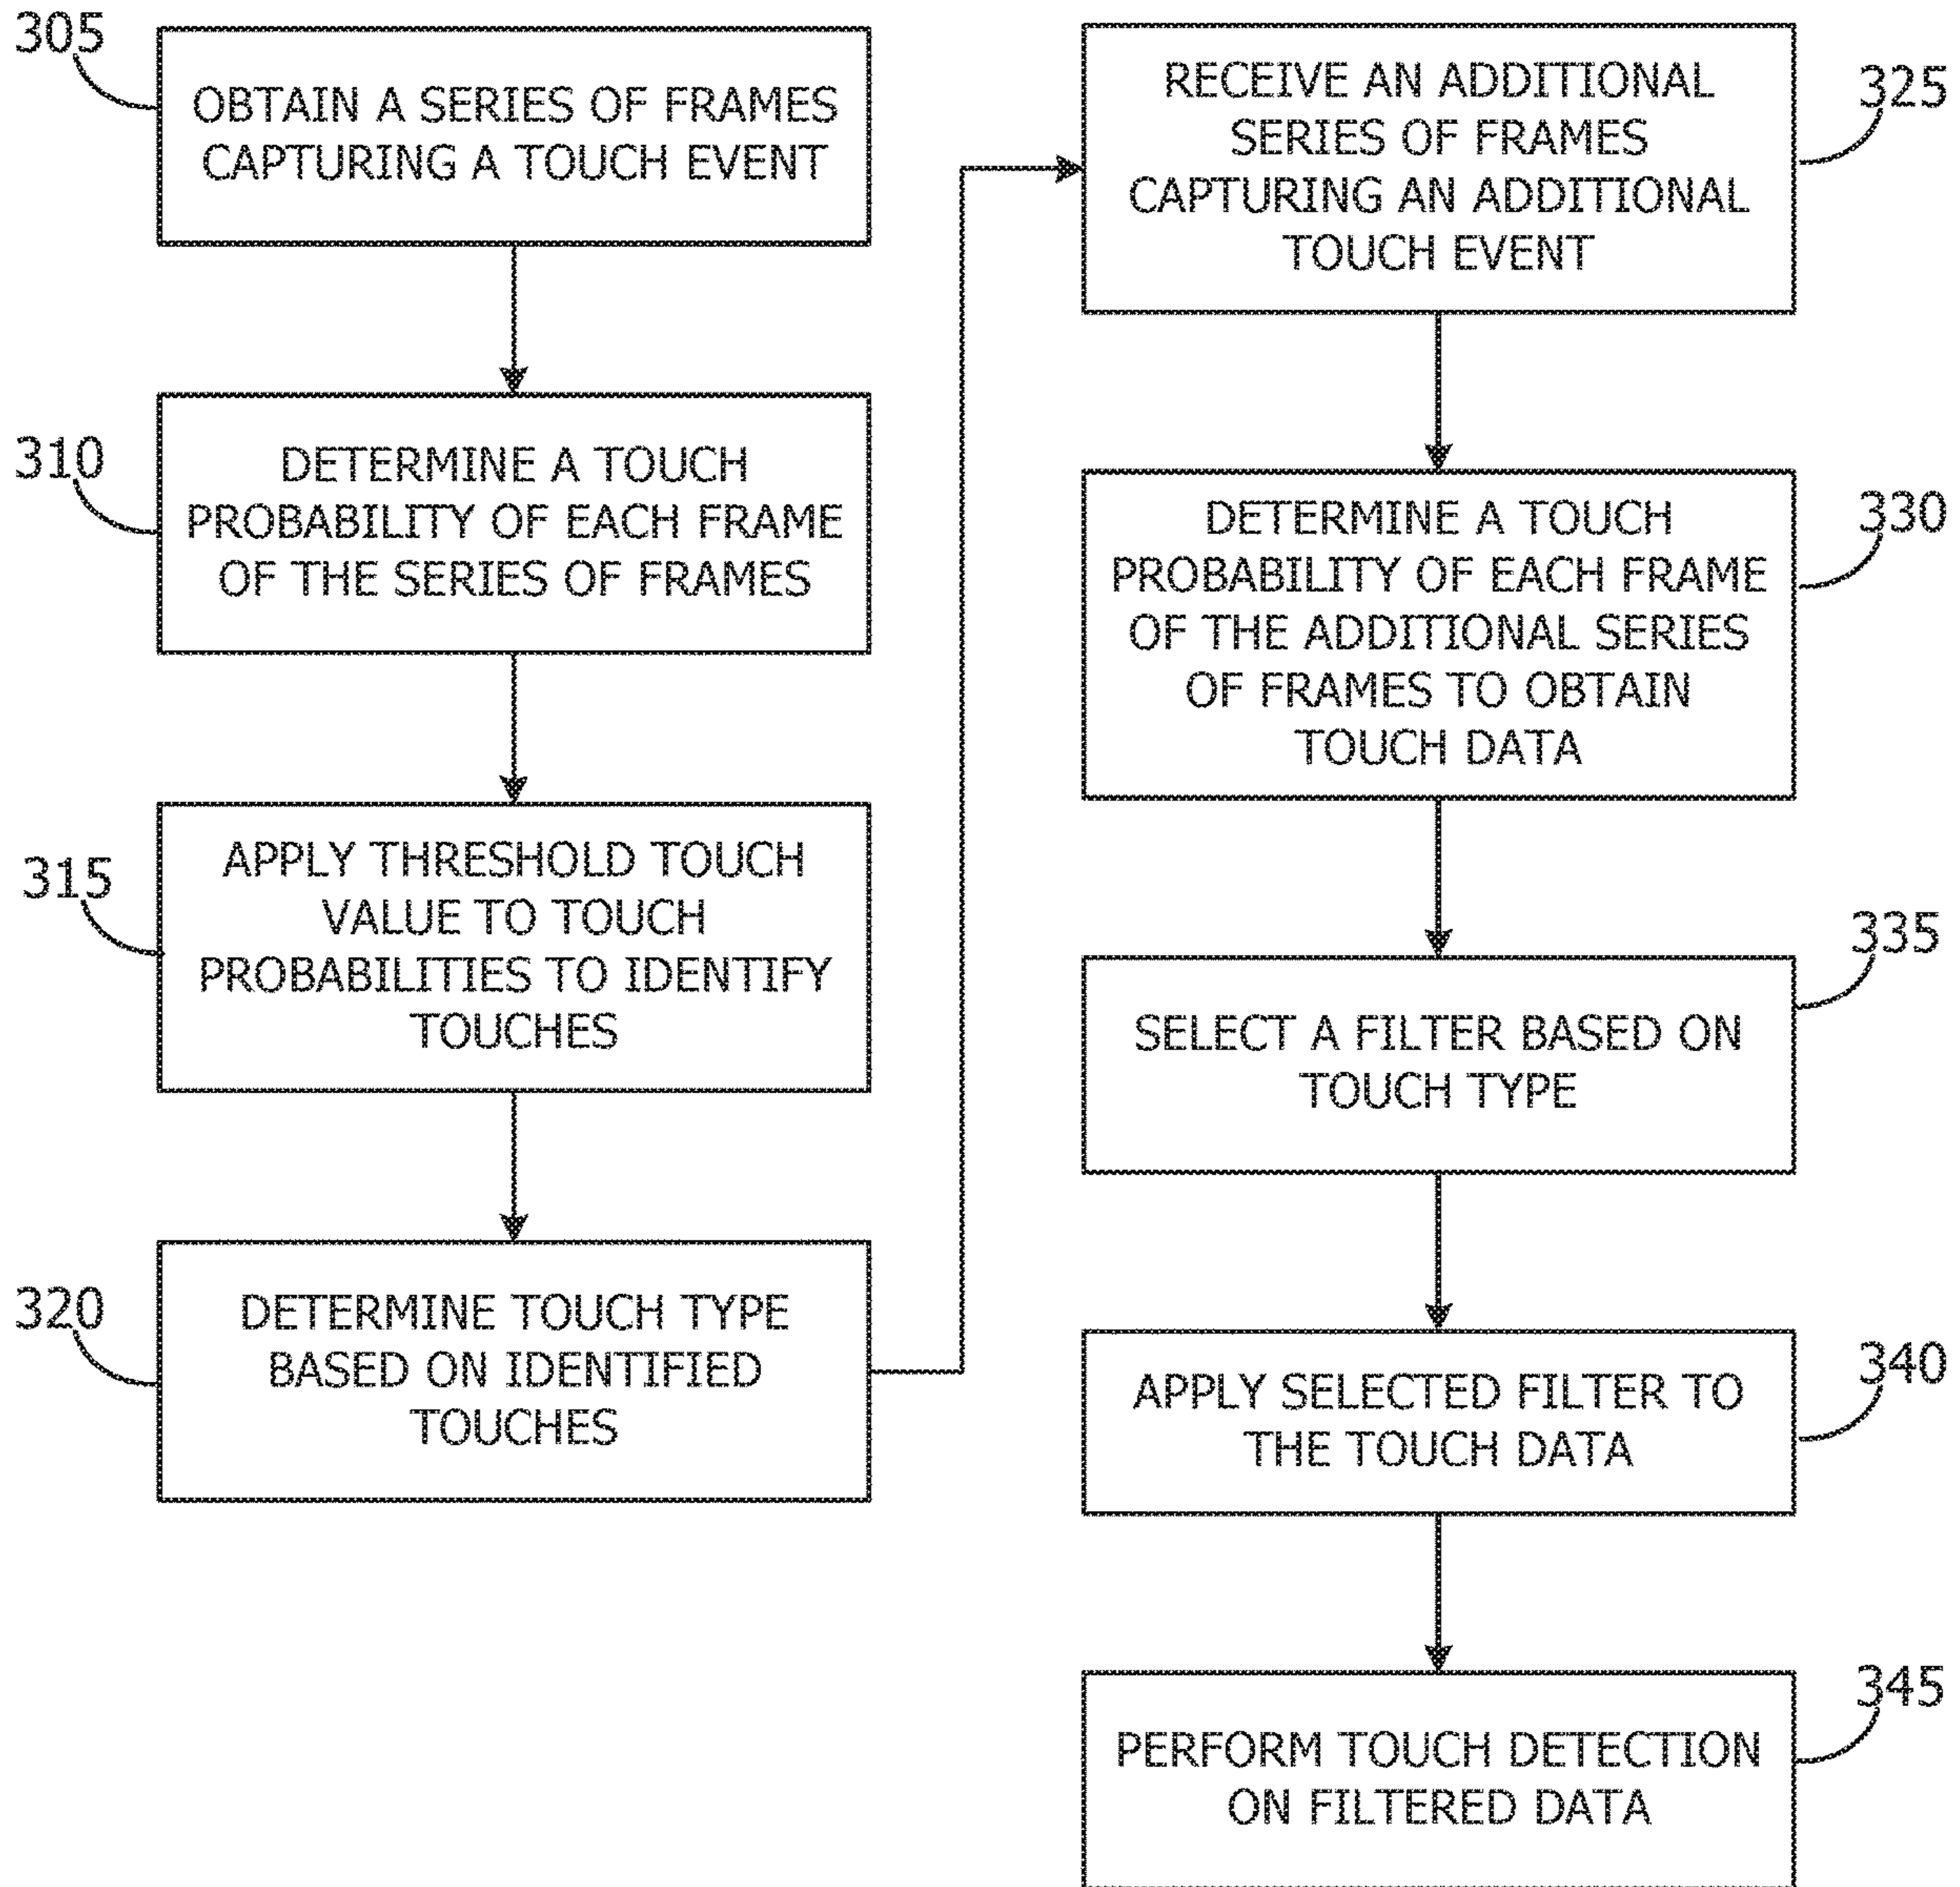 305
OBTAIN A SERIES OF FRAMES
CAPTURING A TOUCH EVENT
310
DETERMINE A TOUCH
PROBABILITY OF EACH FRAME
OF THE SERIES OF FRAMES
315
APPLY THRESHOLD TOUCH
VALUE TO TOUCH
PROBABILITIES TO IDENTIFY
TOUCHES
320
DETERMINE TOUCH TYPE
BASED ON IDENTIFIED
TOUCHES
325
RECEIVE AN ADDITIONAL
SERIES OF FRAMES
CAPTURING AN ADDITIONAL
TOUCH EVENT
330
DETERMINE A TOUCH
PROBABILITY OF EACH FRAME
OF THE ADDITIONAL SERIES
OF FRAMES TO OBTAIN
TOUCH DATA
335
SELECT A FILTER BASED ON
TOUCH TYPE
340
APPLY SELECTED FILTER TO
THE TOUCH DATA
345
PERFORM TOUCH DETECTION
ON FILTERED DATA